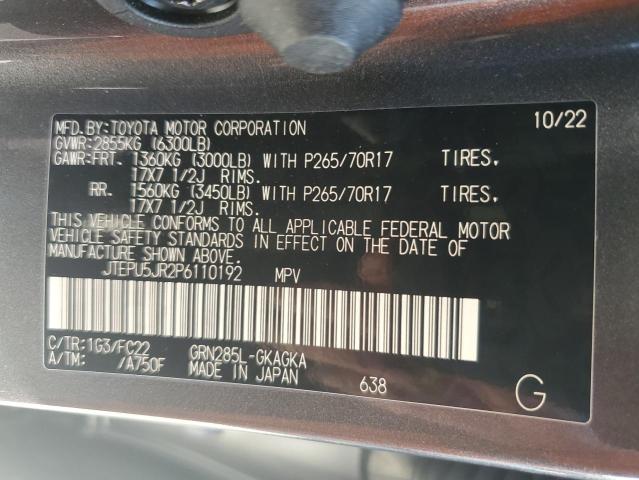 MFD.BY:TOYOTA MOTOR CORPORATION 10/22
GVWR:2855KG (6300LB)
GAWR:FRT. 1360KG (3000LB) WITH P265/70R17 TIRES,
17X7 1/2J RIMS.
RR. 1560KG (3450LB) WITH P265/70R17 TIRES,
17X7 1/2J RIMS.
THIS VEHICLE CONFORMS TO ALL APPLICABLE FEDERAL MOTOR
VEHICLE SAFETY STANDARDS IN EFFECT ON THE DATE OF
MANUFACTURE SHOWN ABOVE.
JTEPU5JR2P6110192 MPV
C/TR:1G3/FC22 GRN285L-GKAGKA
A/TM: /A750F MADE IN JAPAN 638 G